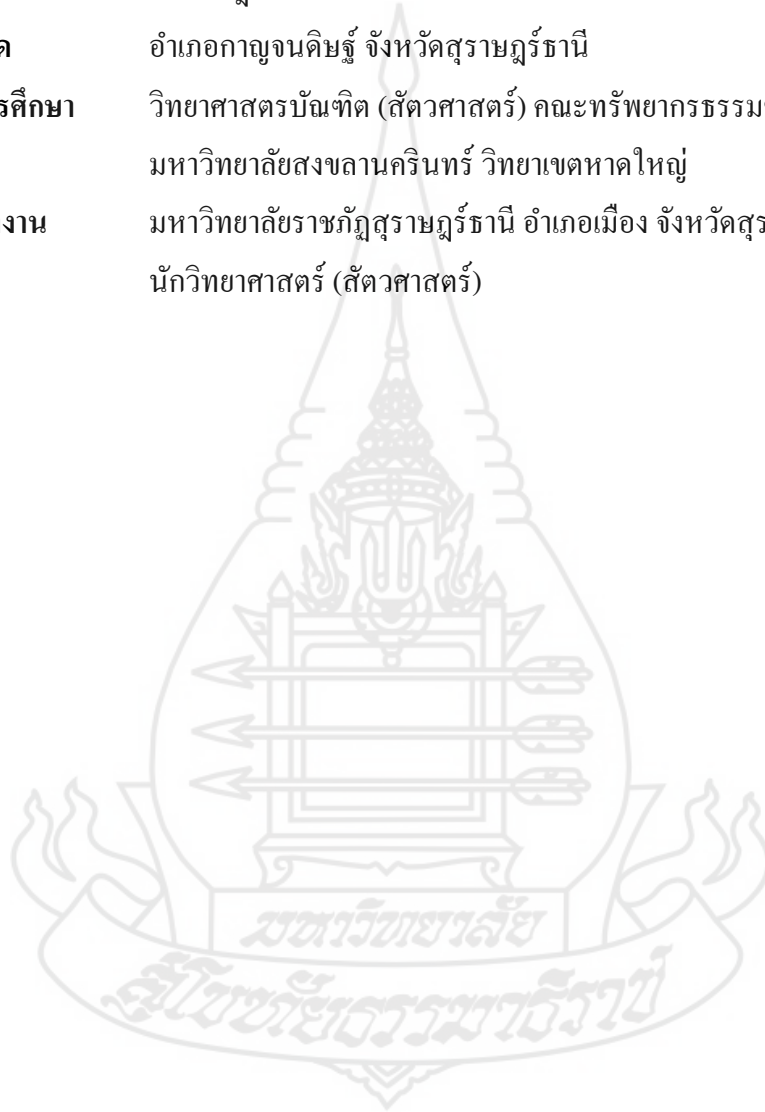 อำเภอกาญจนดิษฐ์ จังหวัดสุราษฎร์ธานี
รศึกษา วิทยาศาสตรบัณฑิต (สัตวศาสตร์) คณะทรัพยากรธรรมช
มหาวิทยาลัยสงขลานครินทร์ วิทยาเขตหาดใหญ่
งาน มหาวิทยาลัยราชภัฏสุราษฎร์ธานี อำเภอเมือง จังหวัดสุร
นักวิทยาศาสตร์ (สัตวศาสตร์)
มหาวิทยาลัย
สุโขทัยธรรมาธิราช